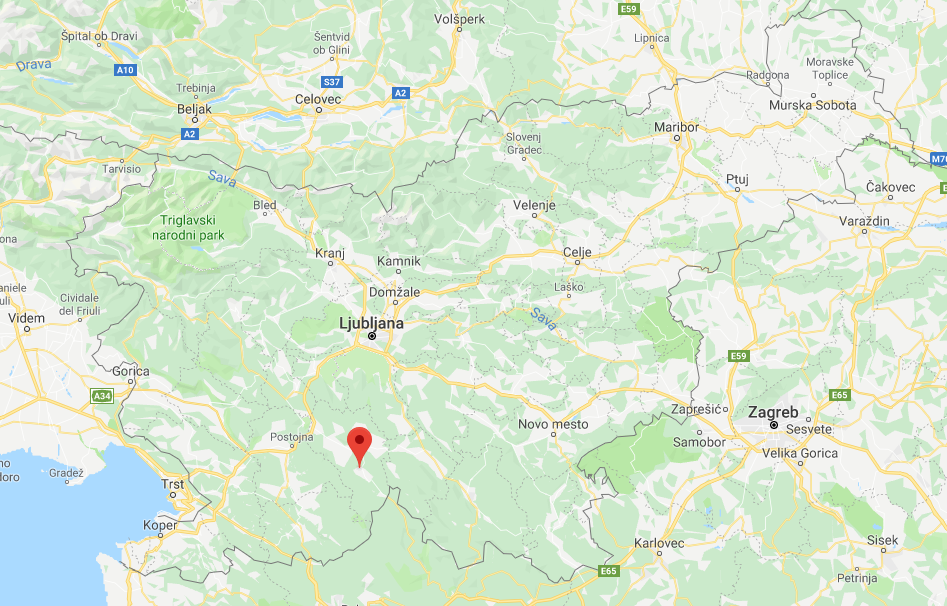 Volšperk
E59
Špital ob Dravi
Šentvid
ob Glini
Lipnica
Drava
A10
S37
A2
Radgona
Moravske
Toplice
Trebinja
Celovec
Beljak
Murska Sobota
A2
Maribor
Slovenj
Gradec
Tarvisio
Sava
Ptuj
Čakovec
Bled
Velenje
Triglavski
narodni park
Varaždin
Kranj
Kamnik
Celje
Domžale
Laško
Cividale
del Friuli
Videm
Ljubljana
Sava
E59
Gorica
A34
E65
Zaprešić
Zagreb
Novo mesto
Sesvete
Postojna
Samobor
Velika Gorica
Gradež
Trst
Koper
Karlovec
Sisek
E65
Petrinja